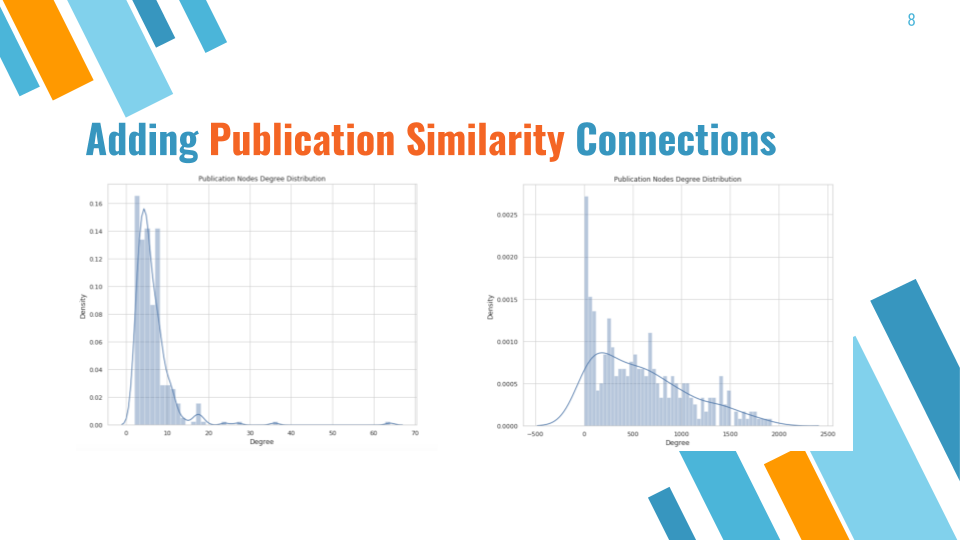 8
Adding Publication Similarity Connections
Publication Nodes Degree Distribution
0.16
0.14
0.12
0.10
0.08
0.06
0.04
0.02
0.00
Density
0 10 20 30 40 50 60 70
Degree
Publication Nodes Degree Distribution
0.0025
0.0020
0.0015
0.0010
0.0005
0.0000
Density
−500 0 500 1000 1500 2000 2500
Degree